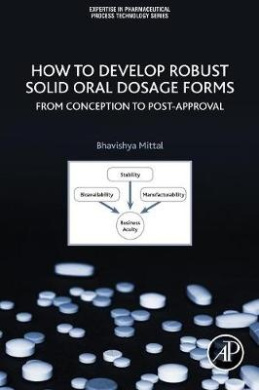 EXPERTISE IN PHARMACEUTICAL
PROCESS TECHNOLOGY SERIES
HOW TO DEVELOP ROBUST
SOLID ORAL DOSAGE FORMS
FROM CONCEPTION TO POST-APPROVAL
Bhavishya Mittal
Stability
Bioavailability
Manufacturability
Business
Acuity
AP